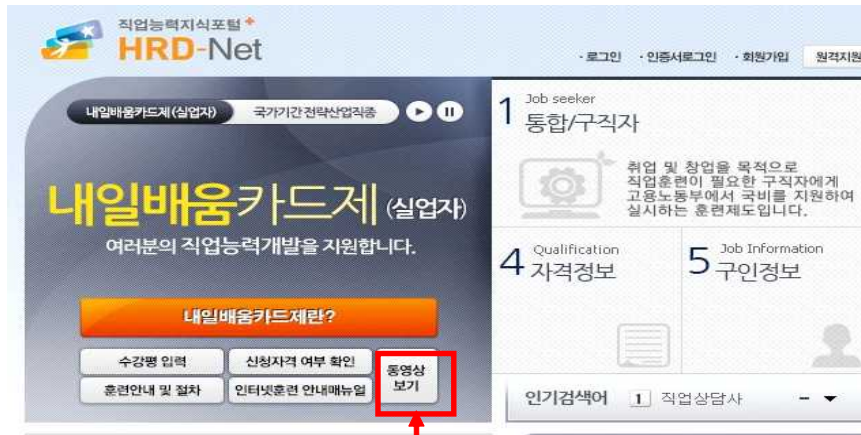 직업능력지식포털
HRD-Net
·로그인 ·인증서로그인 ·회원가입 원격지원
내일배움카드제(실업자) 국가기간전략산업직종
내일배움카드제 (실업자)
여러분의 직업능력개발을 지원합니다.
내일배움카드제란?
수강평 입력 신청자격 여부 확인
훈련안내 및 절차 인터넷훈련 안내매뉴얼
동영상
보기
1 Job seeker
통합/구직자
취업 및 창업을 목적으로
직업훈련이 필요한 구직자에게
고용노동부에서 국비를 지원하여
실시하는 훈련제도입니다.
4 Qualification
자격정보
5 Job Information
구인정보
인기검색어 1 직업상담사 -